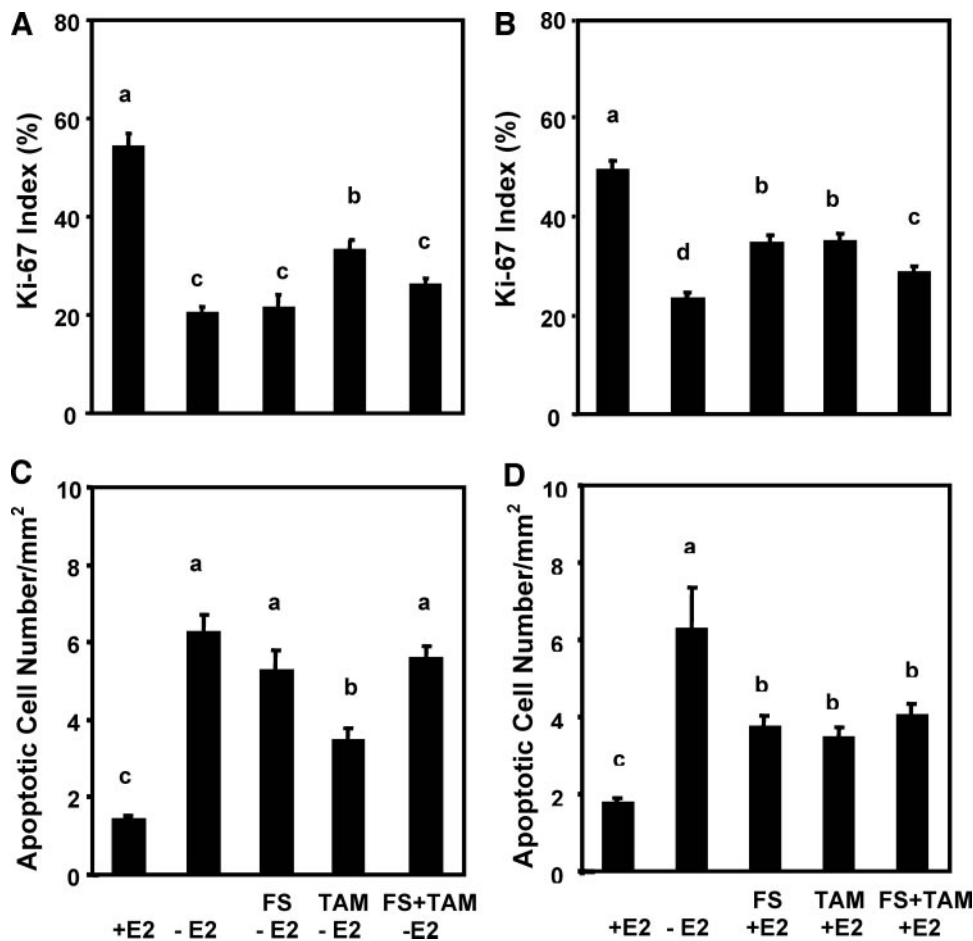 A
Ki-67 Index (%)
80
60
40
20
0
a
c
c
b
c
B
Ki-67 Index (%)
80
60
40
20
0
a
d
b
b
c
C
Apoptotic Cell Number/mm²
10
8
6
4
2
0
c
a
a
b
a
+E2
- E2
FS
- E2
TAM
- E2
FS+TAM
-E2
D
Apoptotic Cell Number/mm²
10
8
6
4
2
0
c
a
b
b
b
+E2
- E2
FS
+E2
TAM
+E2
FS+TAM
+E2